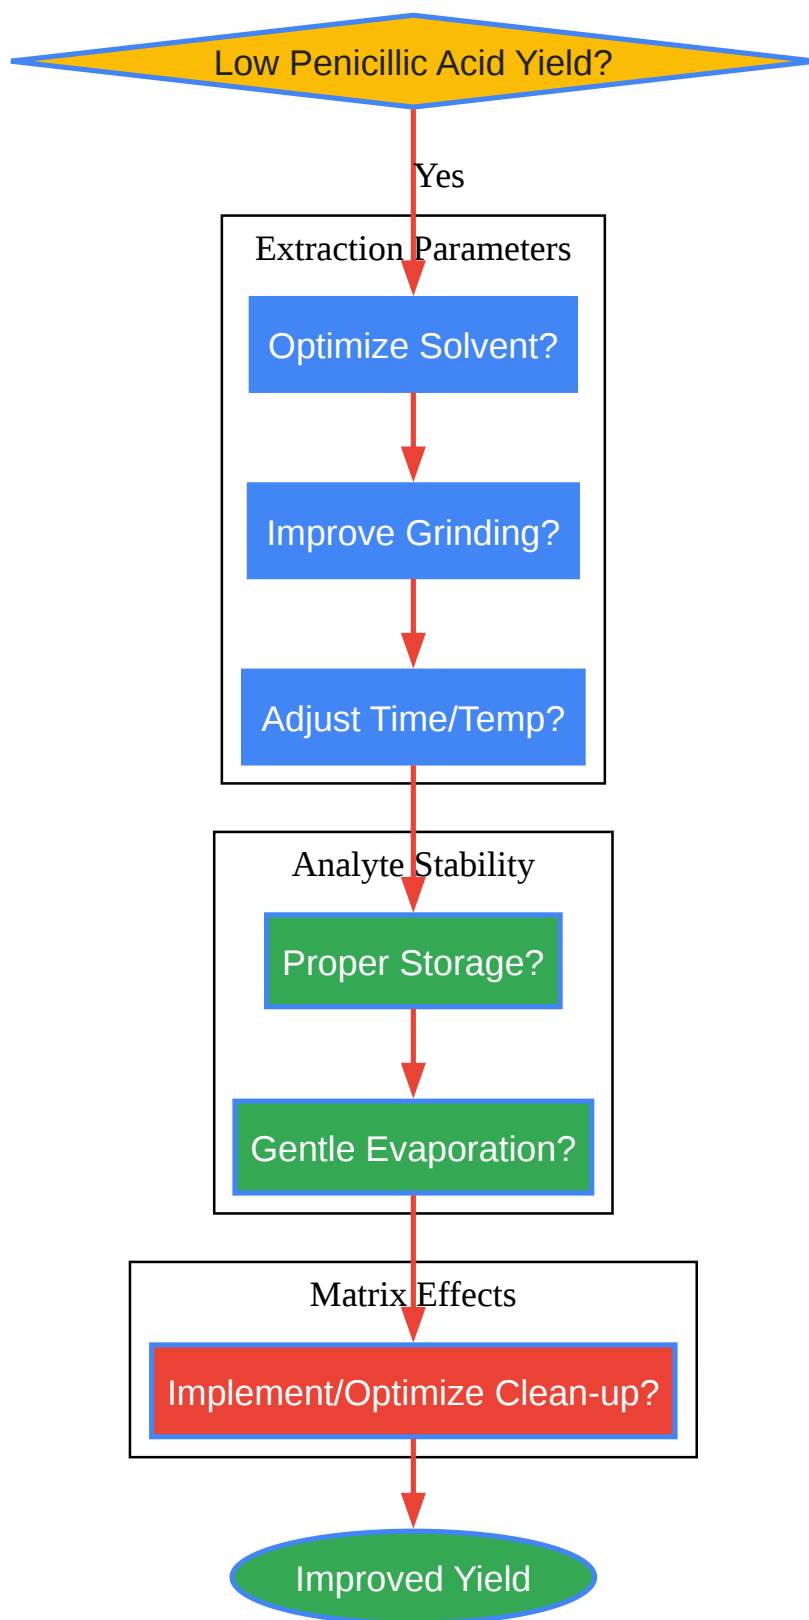 Low Penicillic Acid Yield?
Yes
Extraction Parameters
Optimize Solvent?
Improve Grinding?
Adjust Time/Temp?
Analyte Stability
Proper Storage?
Gentle Evaporation?
Matrix Effects
Implement/Optimize Clean-up?
Improved Yield